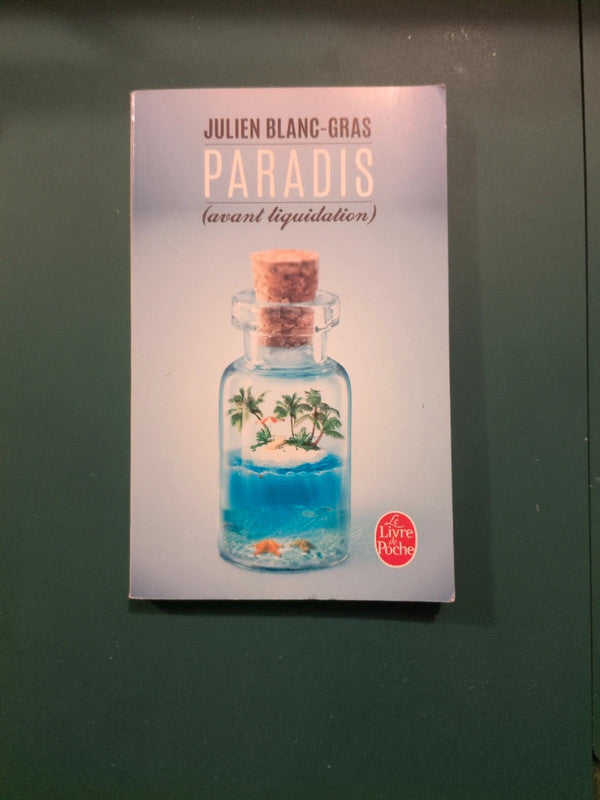 JULIEN BLANC-GRAS
PARADIS
(avant liquidation)
Le
Livre
de
Poche